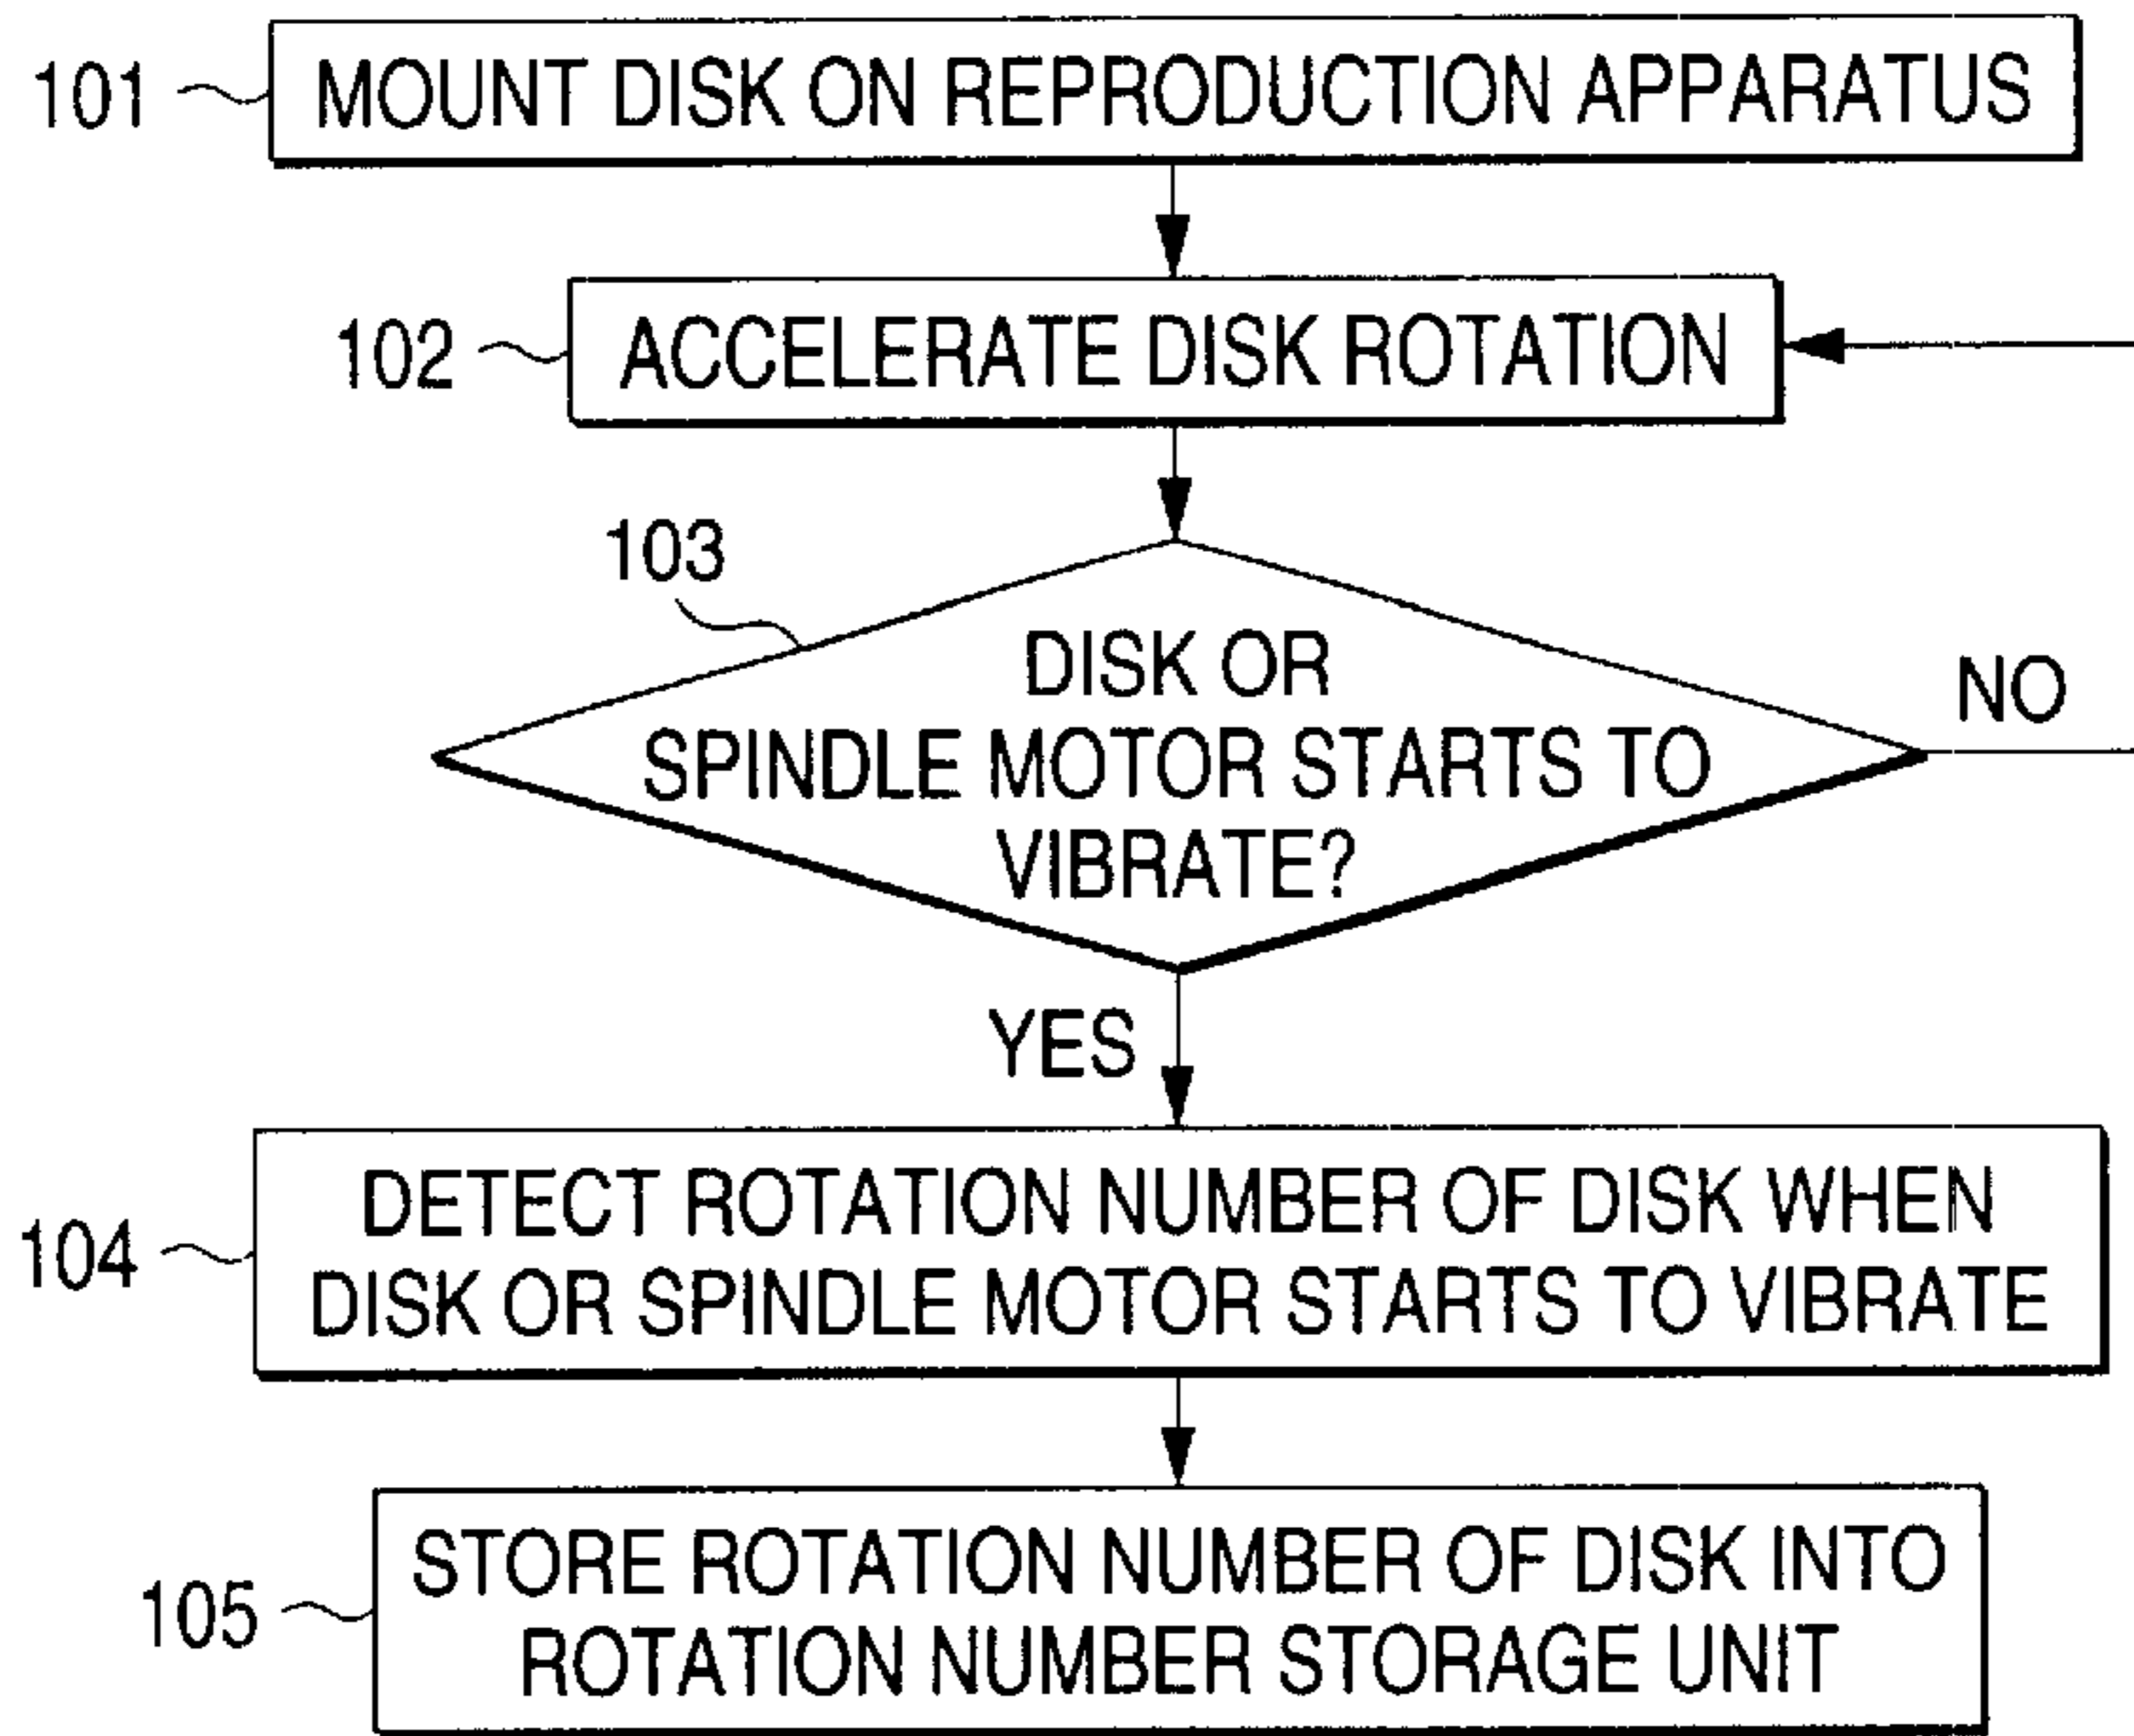 101 MOUNT DISK ON REPRODUCTION APPARATUS
102 ACCELERATE DISK ROTATION
103
DISK OR
SPINDLE MOTOR STARTS TO
VIBRATE?
NO
YES
104
DETECT ROTATION NUMBER OF DISK WHEN
DISK OR SPINDLE MOTOR STARTS TO VIBRATE
105
STORE ROTATION NUMBER OF DISK INTO
ROTATION NUMBER STORAGE UNIT